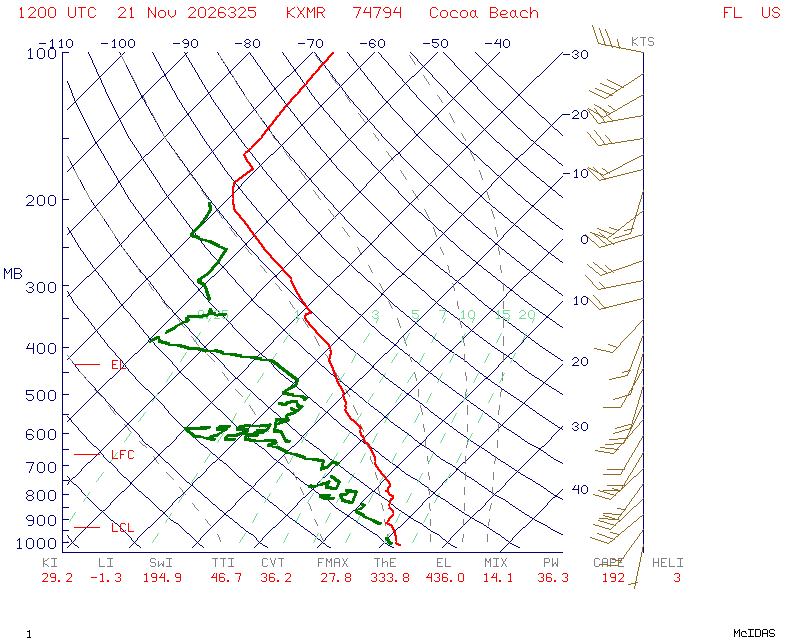 1200 UTC 21 Nov 2026325 KXMR 74794 Cocoa Beach FL US
-110 -100 -90 -80 -70 -60 -50 -40
KTS
100 -30
-20
-10
200
0
MB
300 10
0.25 1 3 5 7 10 15 20
400
EL 20
500
600 30
LFC
700
800 40
900
LCL
1000
KI LI SWI TTI CVT FMAX ThE EL MIX PW CAPE HELI
29.2 -1.3 194.9 46.7 36.2 27.8 333.8 436.0 14.1 36.3 192 3
1 McIDAS